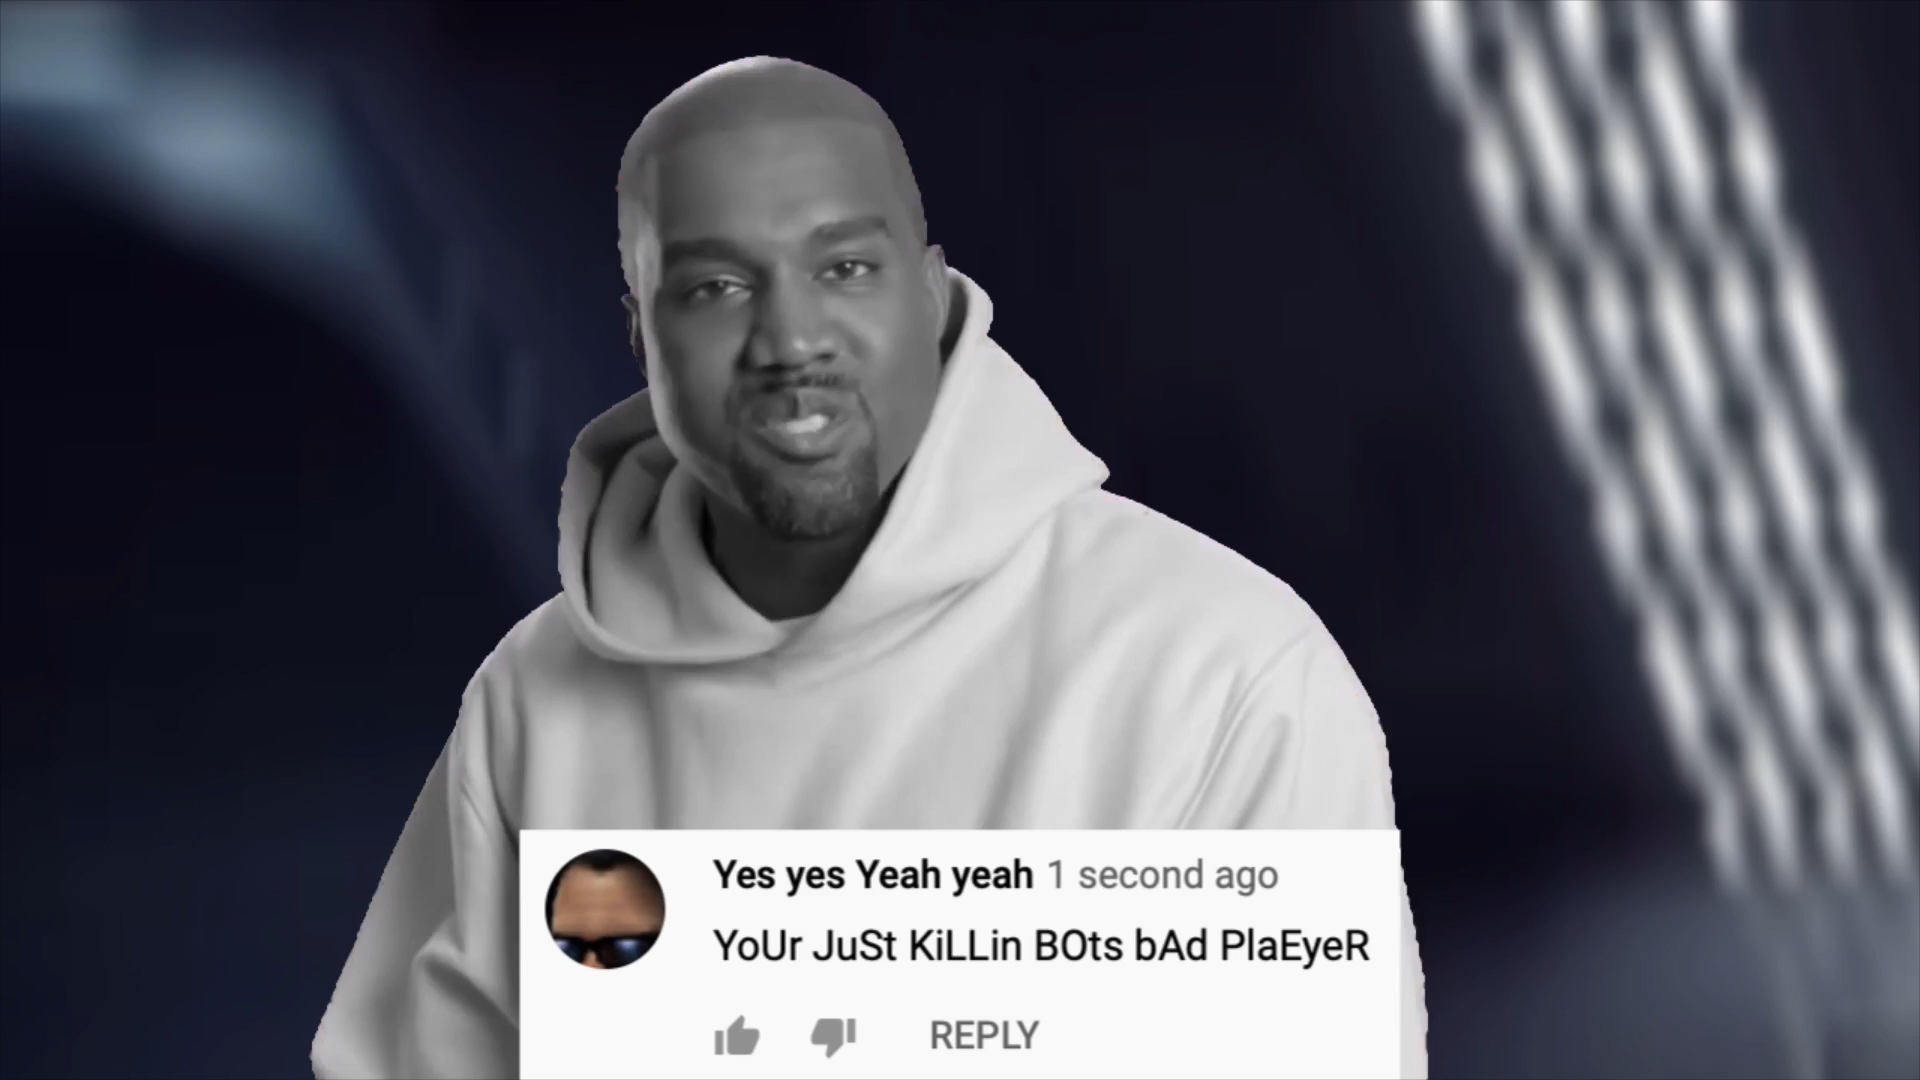 Yes yes Yeah yeah 1 second ago
YoUr JuSt KiLLin BOts bAd PlaEyeR
REPLY